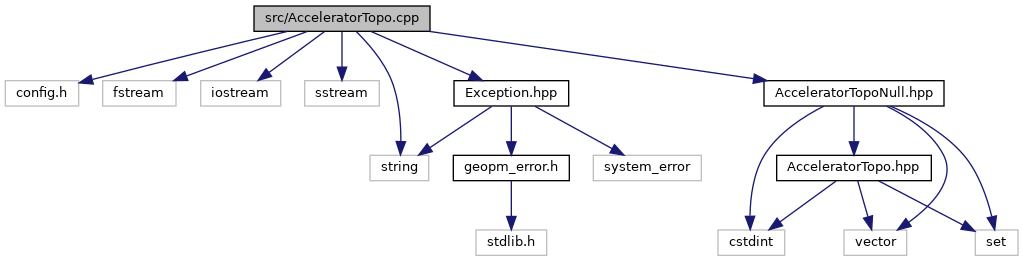 src/AcceleratorTopo.cpp
config.h
fstream
iostream
sstream
Exception.hpp
AcceleratorTopoNull.hpp
string
geopm_error.h
system_error
AcceleratorTopo.hpp
stdlib.h
cstdint
vector
set